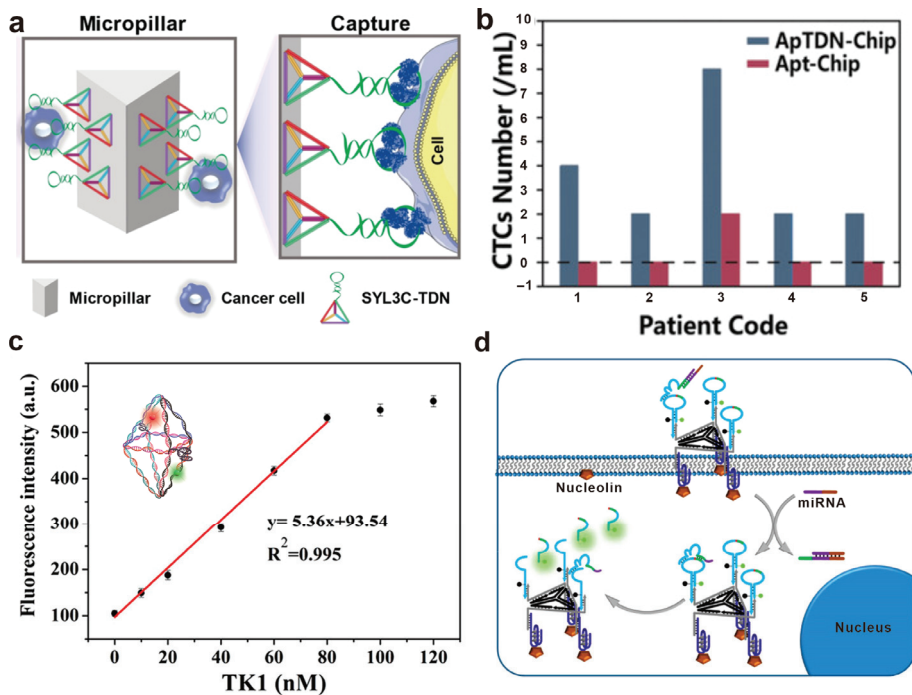 a
Micropillar
Capture
Cell
Micropillar
Cancer cell
SYL3C-TDN
b
CTCs Number (/mL)
10
9
8
7
6
5
4
3
2
1
0
−1
ApTDN-Chip
Apt-Chip
1 2 3 4 5
Patient Code
c
Fluorescence intensity (a.u.)
600
500
400
300
200
100
y= 5.36x+93.54
R²=0.995
0 20 40 60 80 100 120
TK1 (nM)
d
Nucleolin
miRNA
Nucleus